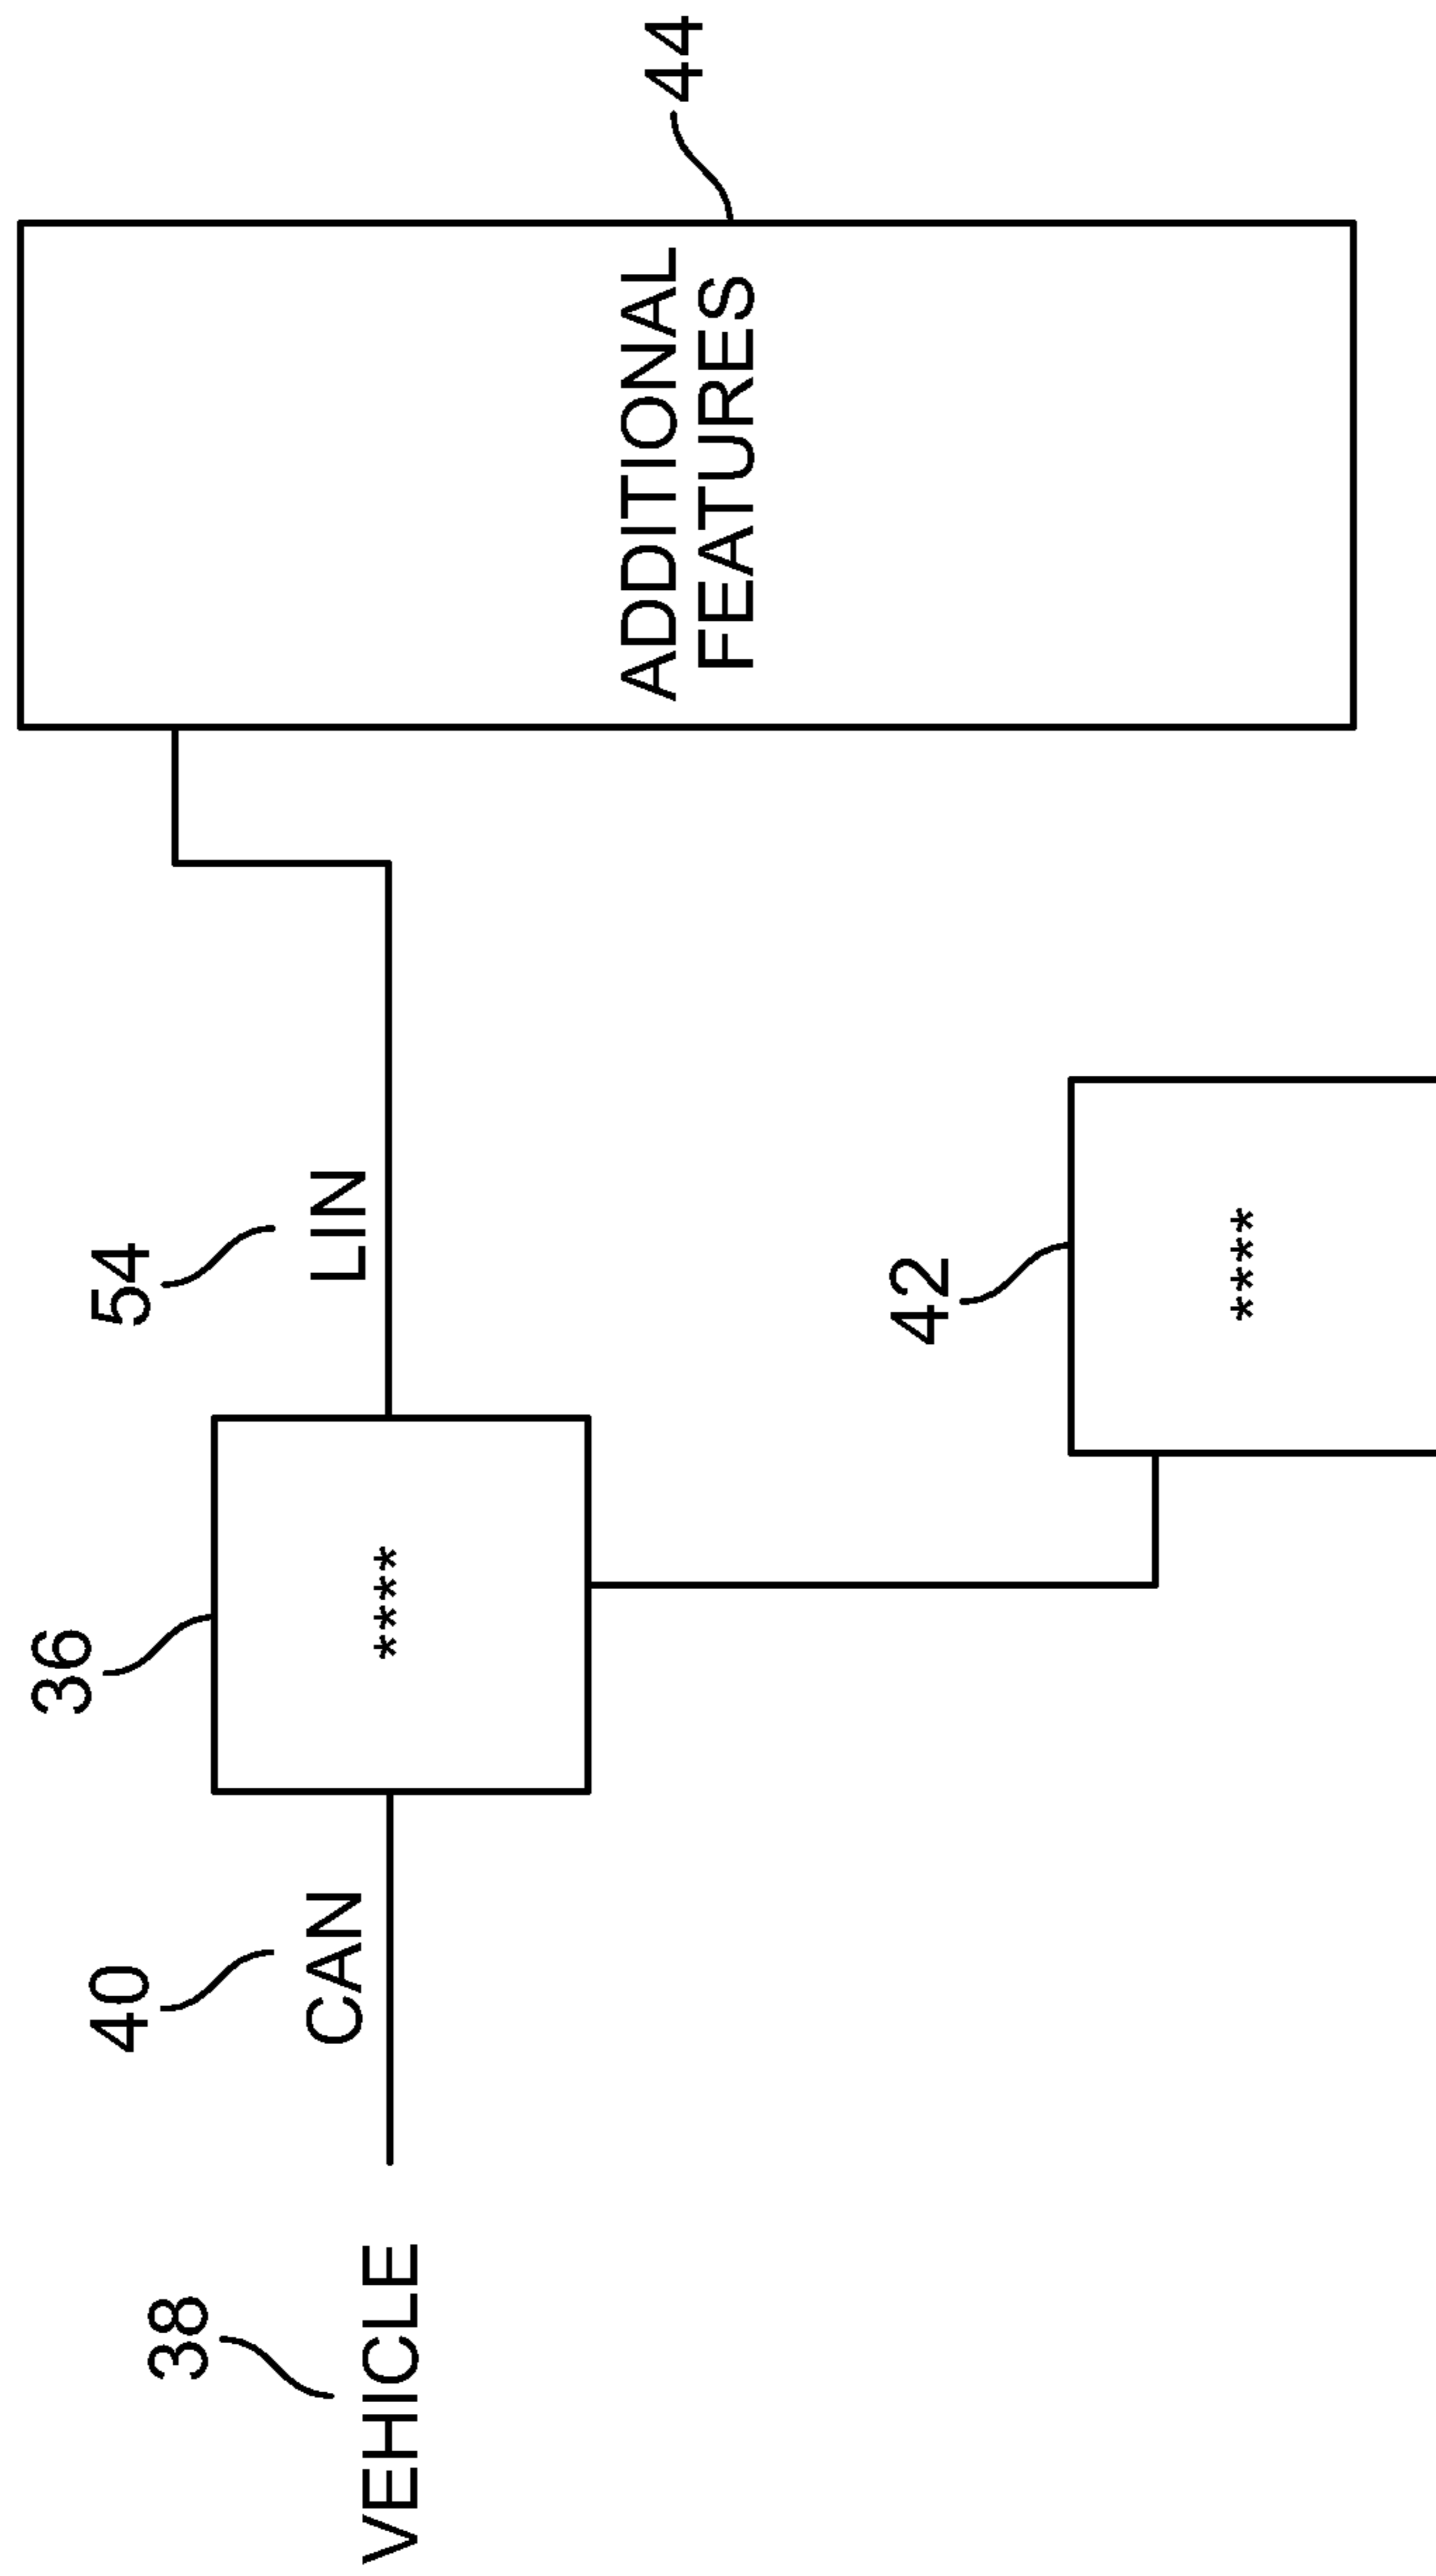 38
VEHICLE
40
CAN
36
****
54
LIN
42
****
ADDITIONAL
FEATURES
44